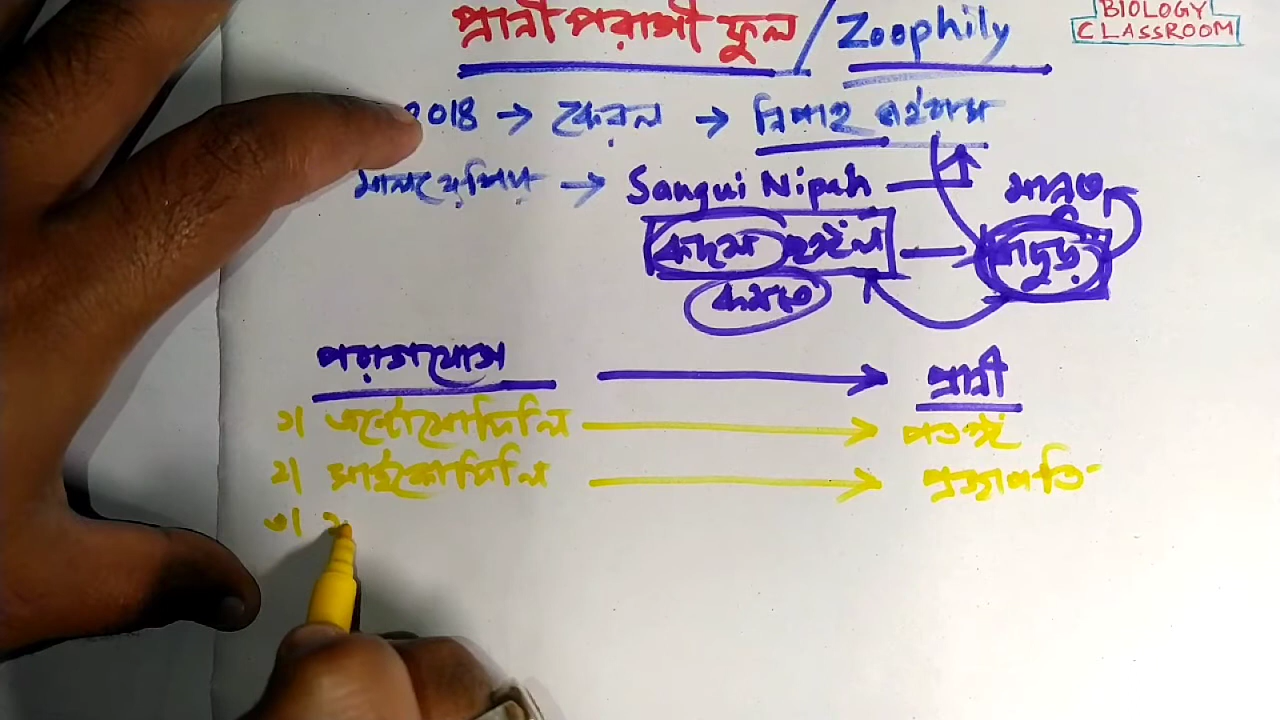 প্রাণীপরাগী ফুল / Zoophily
BIOLOGY
CLASSROOM
2018 → কেরল → নিপাহ ভাইরাস
মালয়েশিয়া → Sangui Nipah
মানুষ
বাদুড়
পরাগযোগ → প্রাণী
১) এন্টোমোফিলি → পতঙ্গ
২) সাইকোফিলি → প্রজাপতি
৩)